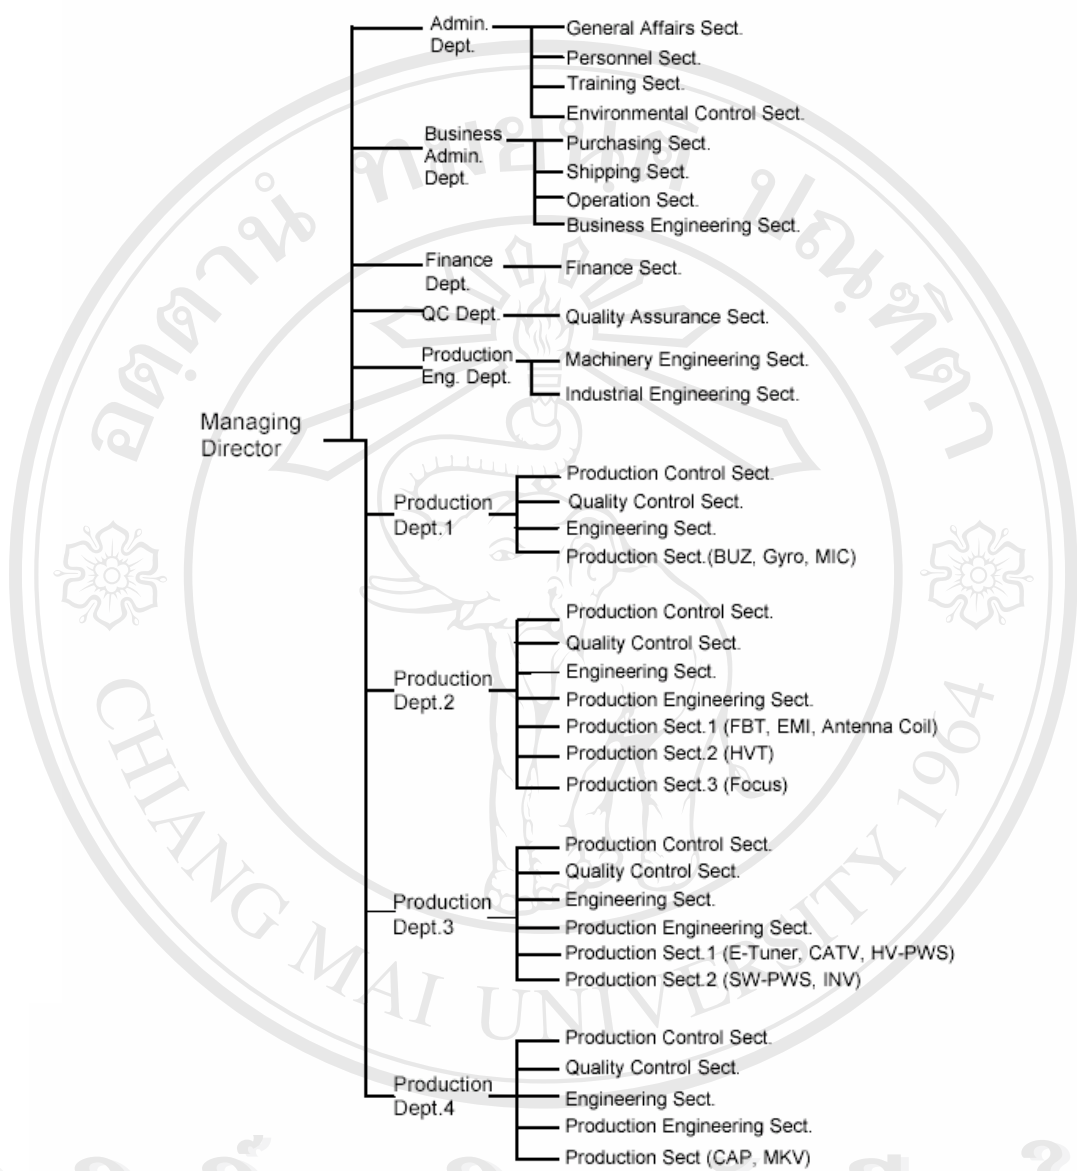 Admin.
Dept.
General Affairs Sect.
Personnel Sect.
Training Sect.
Environmental Control Sect.
Business
Admin.
Dept.
Purchasing Sect.
Shipping Sect.
Operation Sect.
Business Engineering Sect.
Finance
Dept.
Finance Sect.
QC Dept.
Quality Assurance Sect.
Production
Eng. Dept.
Machinery Engineering Sect.
Industrial Engineering Sect.
Managing
Director
Production
Dept.1
Production Control Sect.
Quality Control Sect.
Engineering Sect.
Production Sect.(BUZ, Gyro, MIC)
Production
Dept.2
Production Control Sect.
Quality Control Sect.
Engineering Sect.
Production Engineering Sect.
Production Sect.1 (FBT, EMI, Antenna Coil)
Production Sect.2 (HVT)
Production Sect.3 (Focus)
Production
Dept.3
Production Control Sect.
Quality Control Sect.
Engineering Sect.
Production Engineering Sect.
Production Sect.1 (E-Tuner, CATV, HV-PWS)
Production Sect.2 (SW-PWS, INV)
Production
Dept.4
Production Control Sect.
Quality Control Sect.
Engineering Sect.
Production Engineering Sect.
Production Sect (CAP, MKV)
CHIANG MAI UNIVERSITY 1964